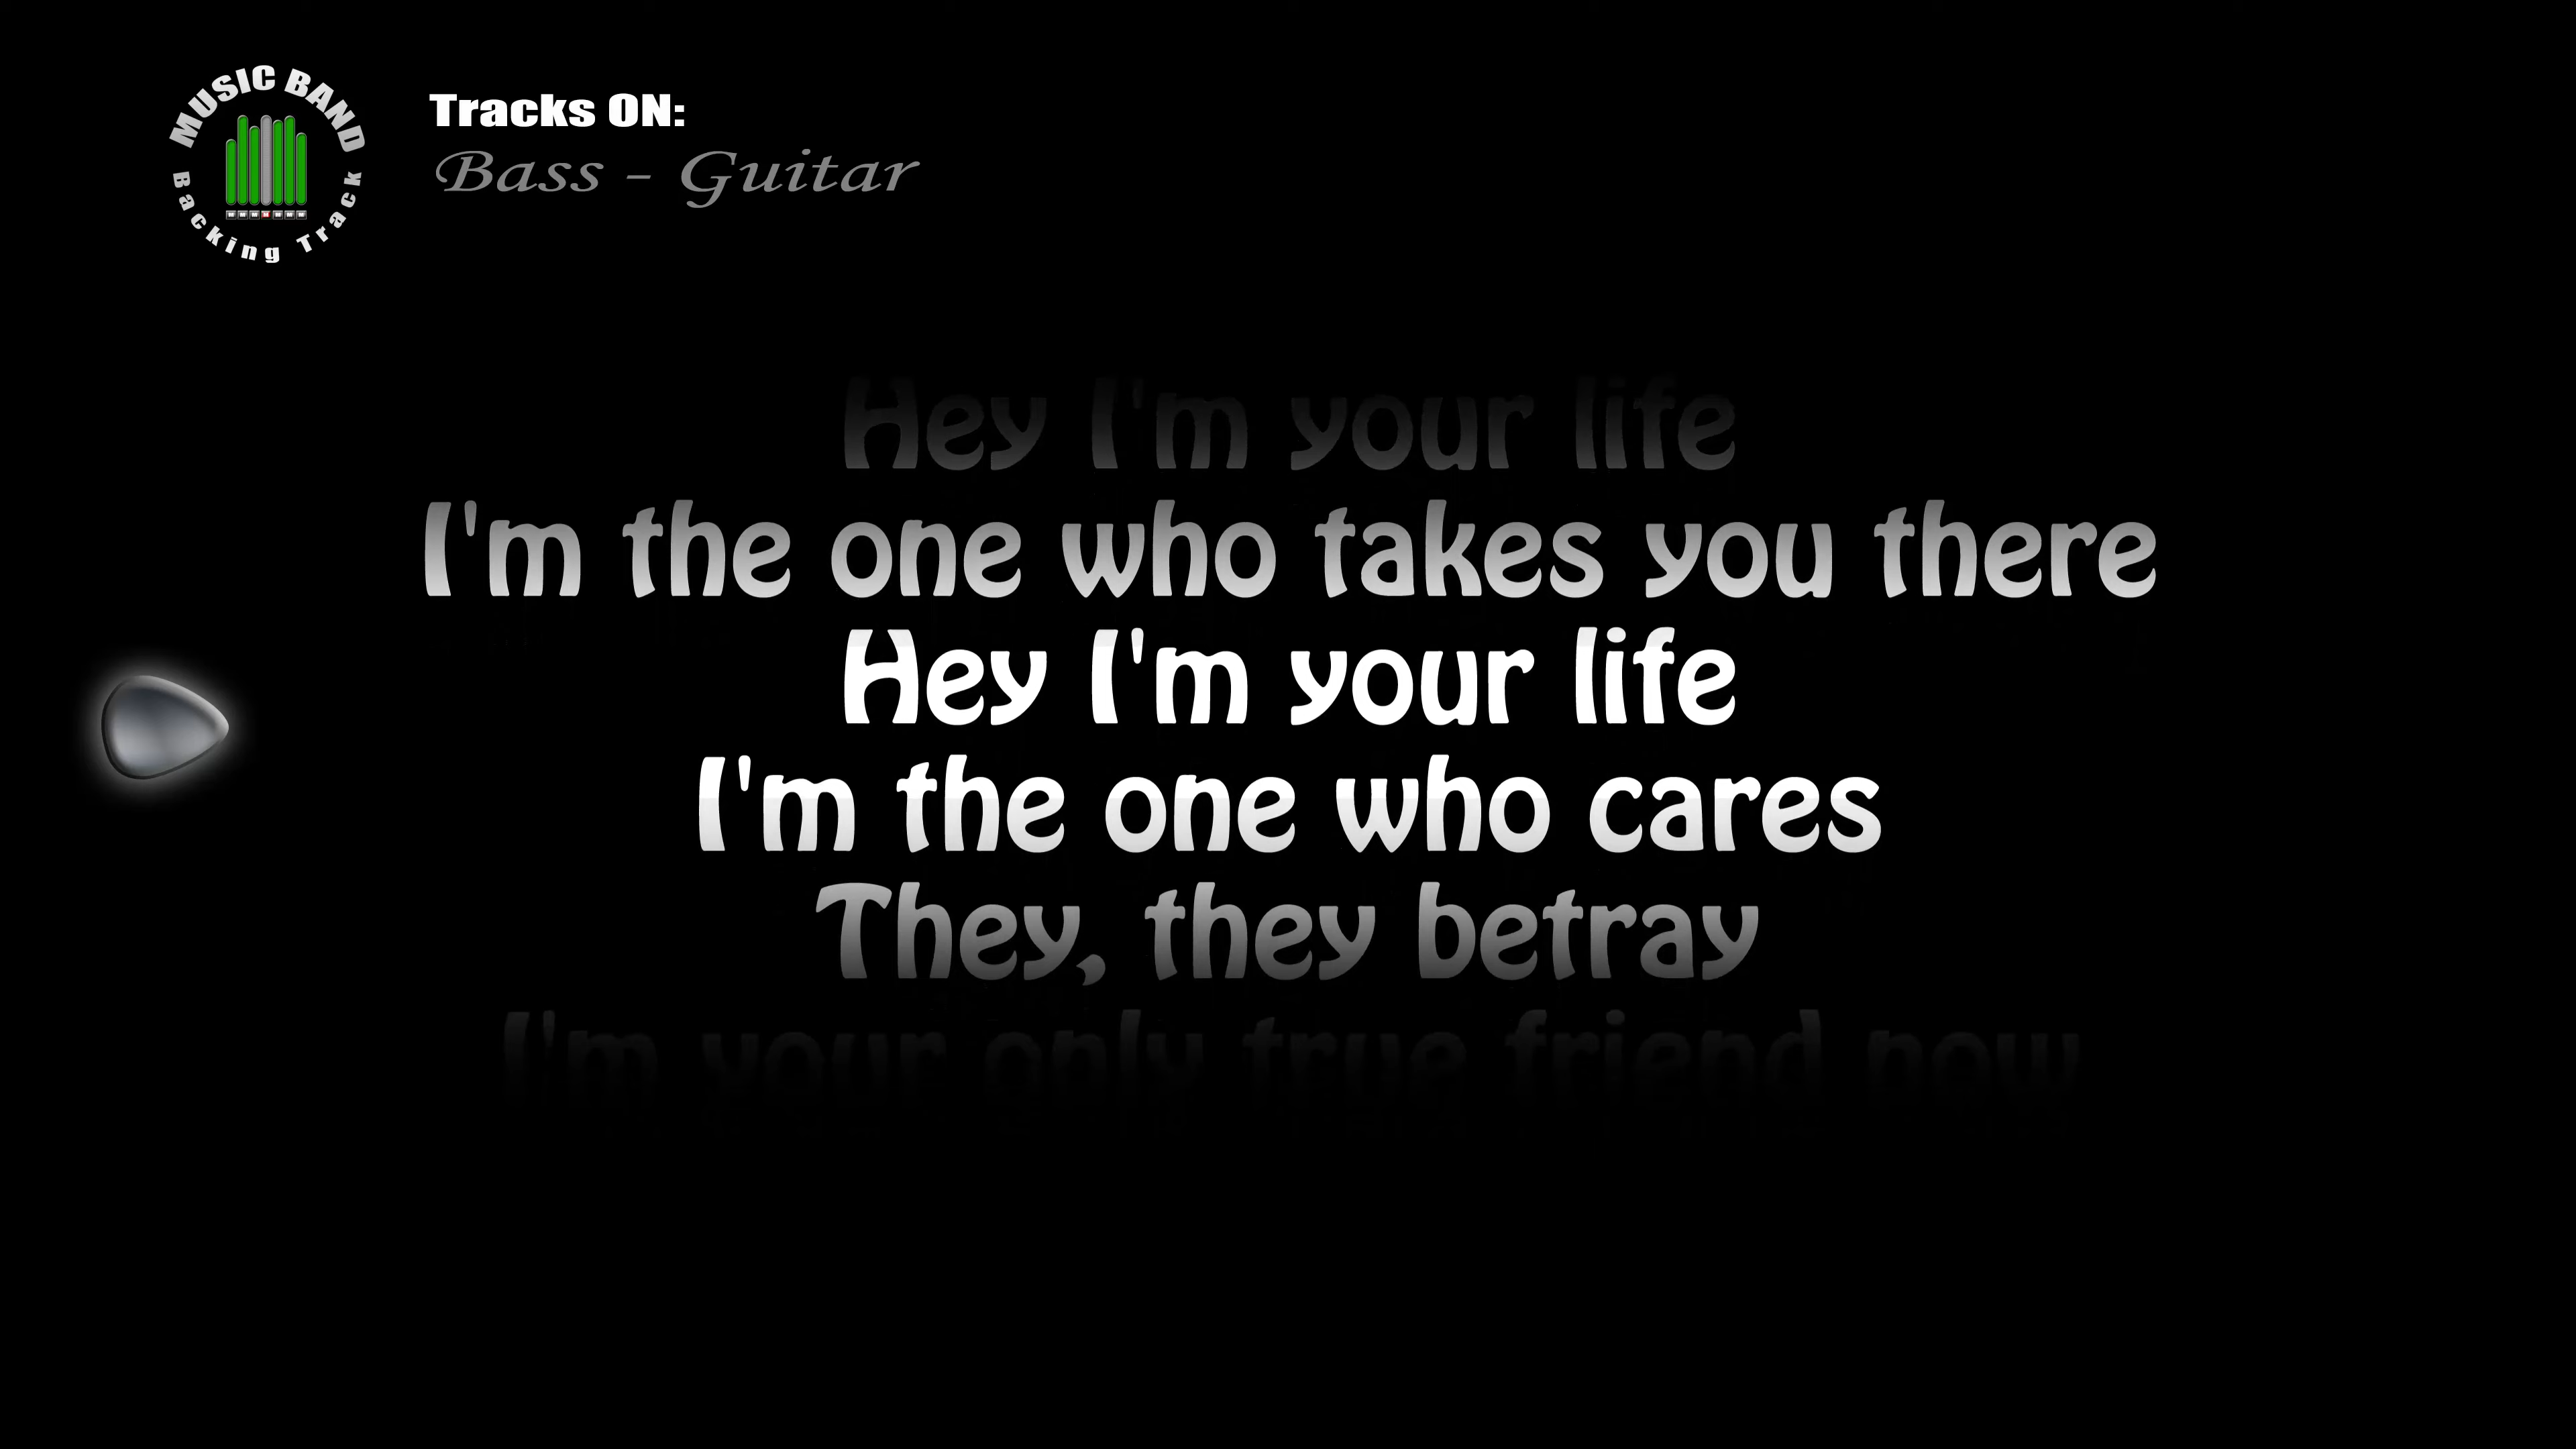 MUSIC BAND
Backing Track
Tracks ON:
Bass - Guitar
Hey I'm your life
I'm the one who takes you there
Hey I'm your life
I'm the one who cares
They, they betray
I'm your only true friend now